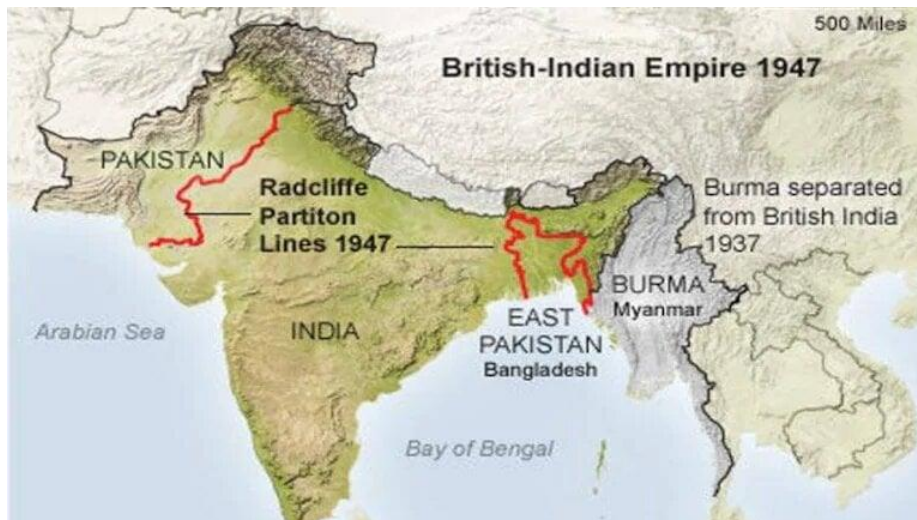 500 Miles
British-Indian Empire 1947
PAKISTAN
Radcliffe
Partiton
Lines 1947
Burma separated
from British India
1937
BURMA
Myanmar
Arabian Sea
INDIA
EAST
PAKISTAN
Bangladesh
Bay of Bengal